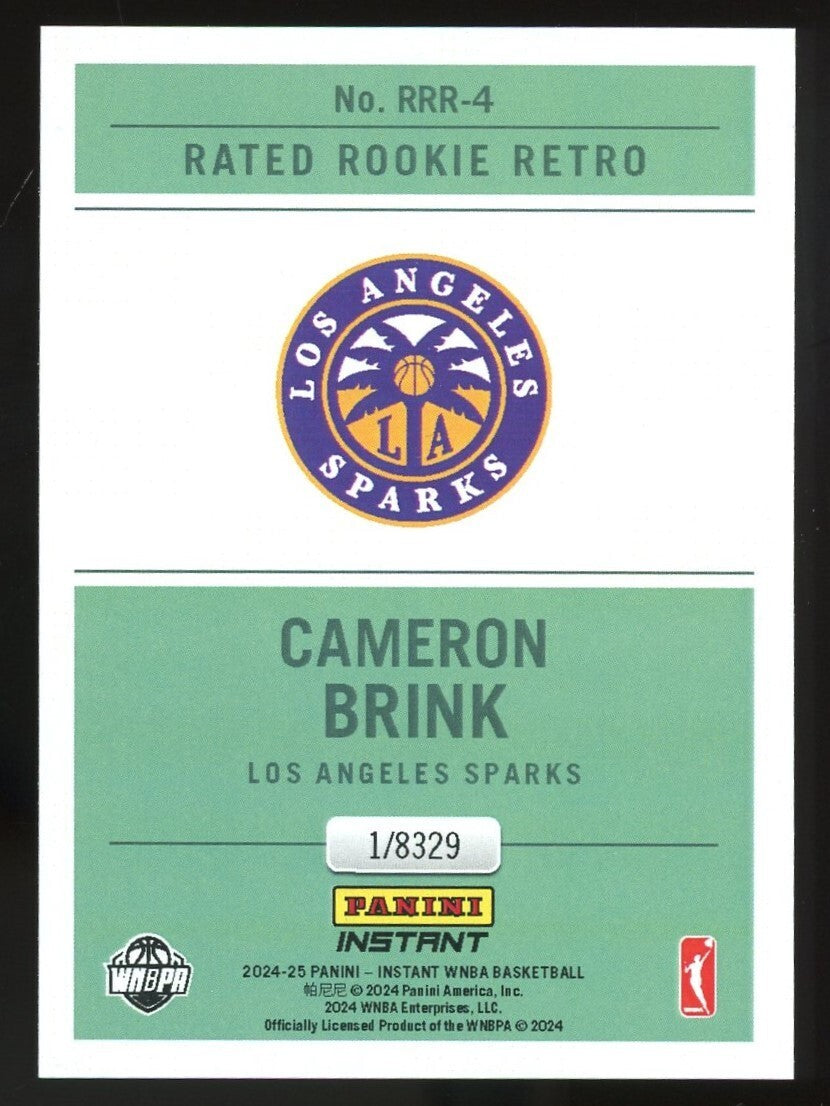 No. RRR-4
RATED ROOKIE RETRO
LOS ANGELES
LA
SPARKS
CAMERON
BRINK
LOS ANGELES SPARKS
1/8329
PANINI
INSTANT
WNBPA
2024-25 PANINI – INSTANT WNBA BASKETBALL
帕尼尼 © 2024 Panini America, Inc.
2024 WNBA Enterprises, LLC.
Officially Licensed Product of the WNBPA © 2024